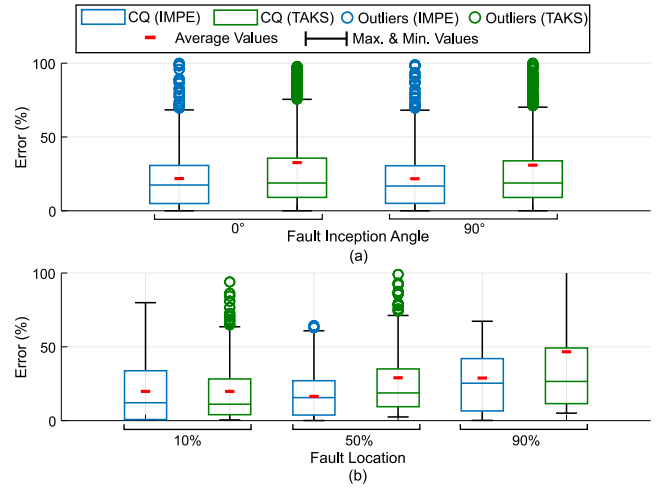 CQ (IMPE) CQ (TAKS) Outliers (IMPE) Outliers (TAKS)
Average Values Max. & Min. Values
100
50
0
Error (%)
0° 90°
Fault Inception Angle
(a)
100
50
0
Error (%)
10% 50% 90%
Fault Location
(b)